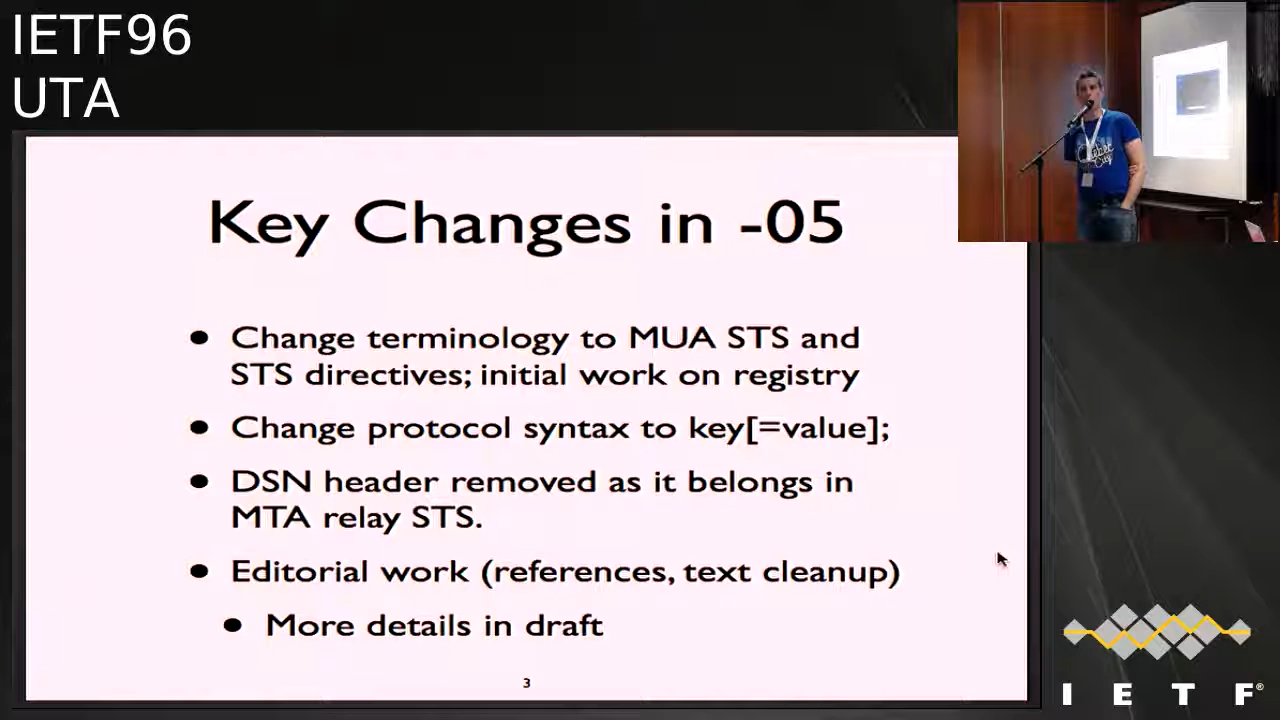 IETF96
UTA
Key Changes in -05
• Change terminology to MUA STS and
STS directives; initial work on registry
• Change protocol syntax to key[=value];
• DSN header removed as it belongs in
MTA relay STS.
• Editorial work (references, text cleanup)
• More details in draft
3
Québec
City
I E T F®